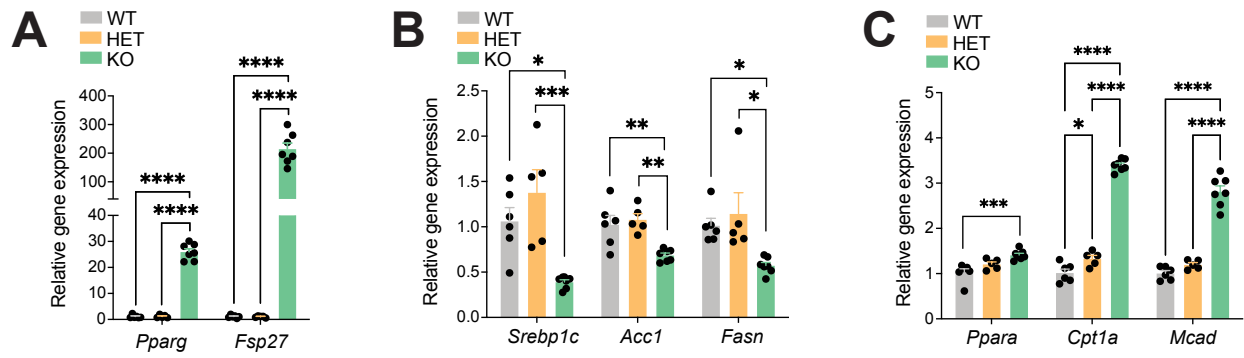 A
WT
HET
KO
Relative gene expression
400
300
200
100
40
30
20
10
0
****
****
****
****
Pparg
Fsp27
B
WT
HET
KO
Relative gene expression
2.5
2.0
1.5
1.0
0.5
0.0
*
***
**
**
*
*
Srebp1c
Acc1
Fasn
C
WT
HET
KO
Relative gene expression
5
4
3
2
1
0
***
****
****
*
****
****
Ppara
Cpt1a
Mcad